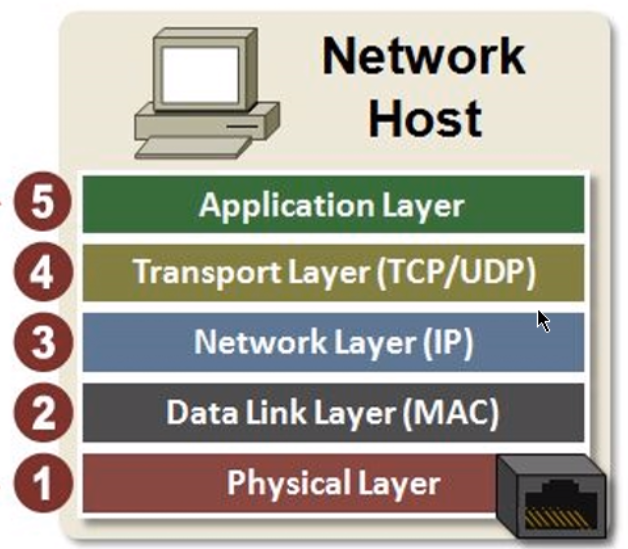 Network
Host
5 Application Layer
4 Transport Layer (TCP/UDP)
3 Network Layer (IP)
2 Data Link Layer (MAC)
1 Physical Layer